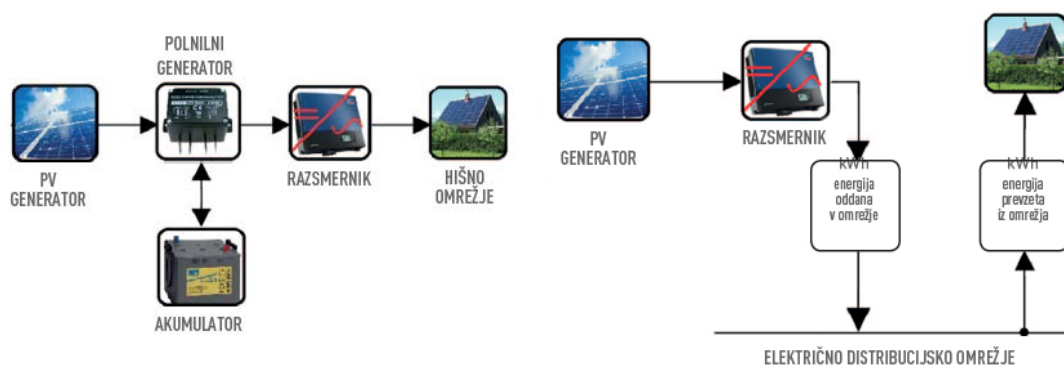 POLNILNI
GENERATOR
PV
GENERATOR
RAZSMERNIK
HIŠNO
OMREŽJE
AKUMULATOR
PV
GENERATOR
RAZSMERNIK
kWh
energija
oddana
v omrežje
kWh
energija
prevzeta
iz omrežja
ELEKTRIČNO DISTRIBUCIJSKO OMREŽJE